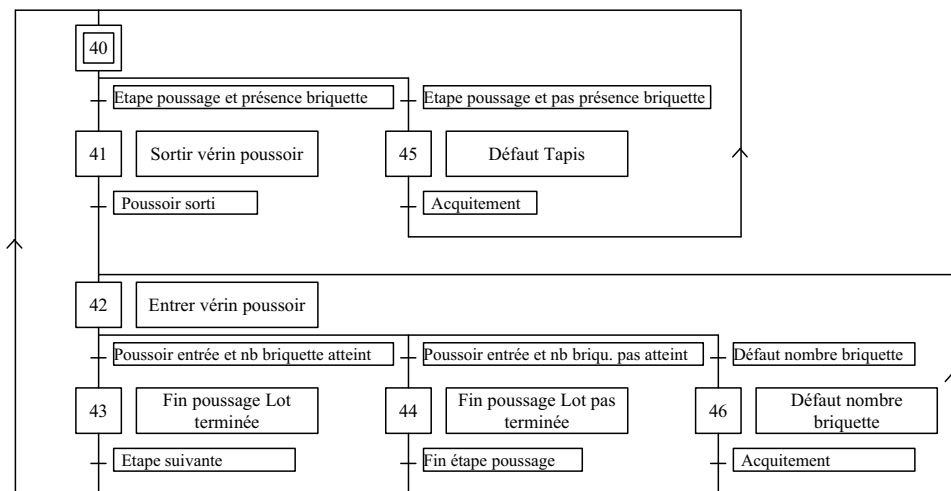 40
Etape poussage et présence briquette
Etape poussage et pas présence briquette
41
Sortir vérin poussoir
45
Défaut Tapis
Poussoir sorti
Acquitement
42
Entrer vérin poussoir
Poussoir entrée et nb briquette atteint
Poussoir entrée et nb briqu. pas atteint
Défaut nombre briquette
43
Fin poussage Lot
terminée
44
Fin poussage Lot pas
terminée
46
Défaut nombre
briquette
Etape suivante
Fin étape poussage
Acquitement